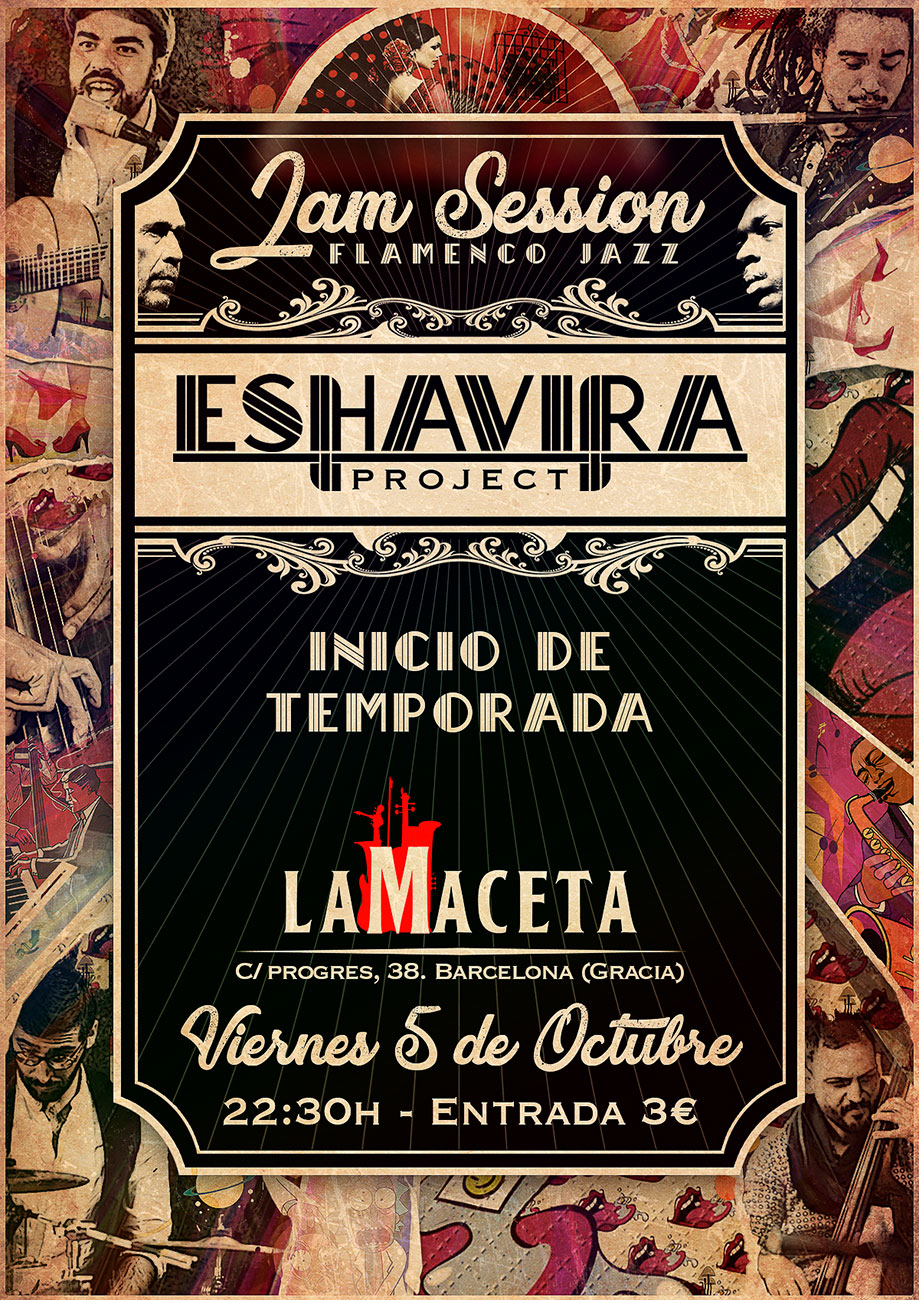 Jam Session
FLAMENCO JAZZ
ESHAVIRA
PROJECT
INICIO DE
TEMPORADA
LAMACETA
C/ PROGRES, 38. BARCELONA (GRACIA)
Viernes 5 de Octubre
22:30H - ENTRADA 3€